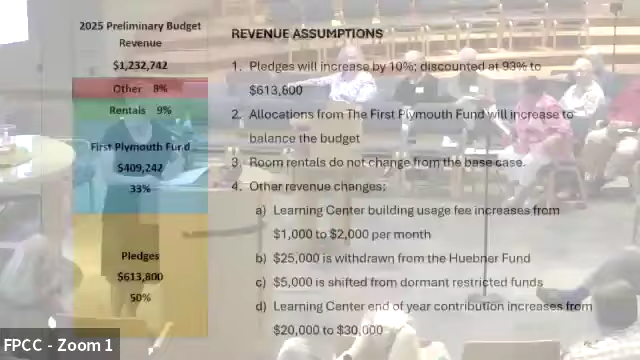 2025 Preliminary Budget
Revenue
$1,232,742
Other 8%
Rentals 9%
First Plymouth Fund
$409,242
33%
Pledges
$613,800
50%
REVENUE ASSUMPTIONS
1. Pledges will increase by 10%; discounted at 93% to
$613,800
2. Allocations from The First Plymouth Fund will increase to
balance the budget
3. Room rentals do not change from the base case.
4. Other revenue changes:
a) Learning Center building usage fee increases from
$1,000 to $2,000 per month
b) $25,000 is withdrawn from the Huebner Fund
c) $5,000 is shifted from dormant restricted funds
d) Learning Center end of year contribution increases from
$20,000 to $30,000
FPCC - Zoom 1